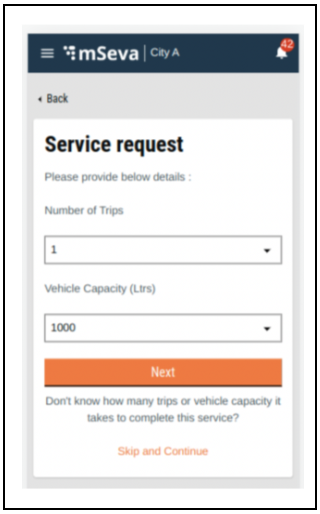 mSeva | City A
42
Back
Service request
Please provide below details :
Number of Trips
1
Vehicle Capacity (Ltrs)
1000
Next
Don't know how many trips or vehicle capacity it
takes to complete this service?
Skip and Continue